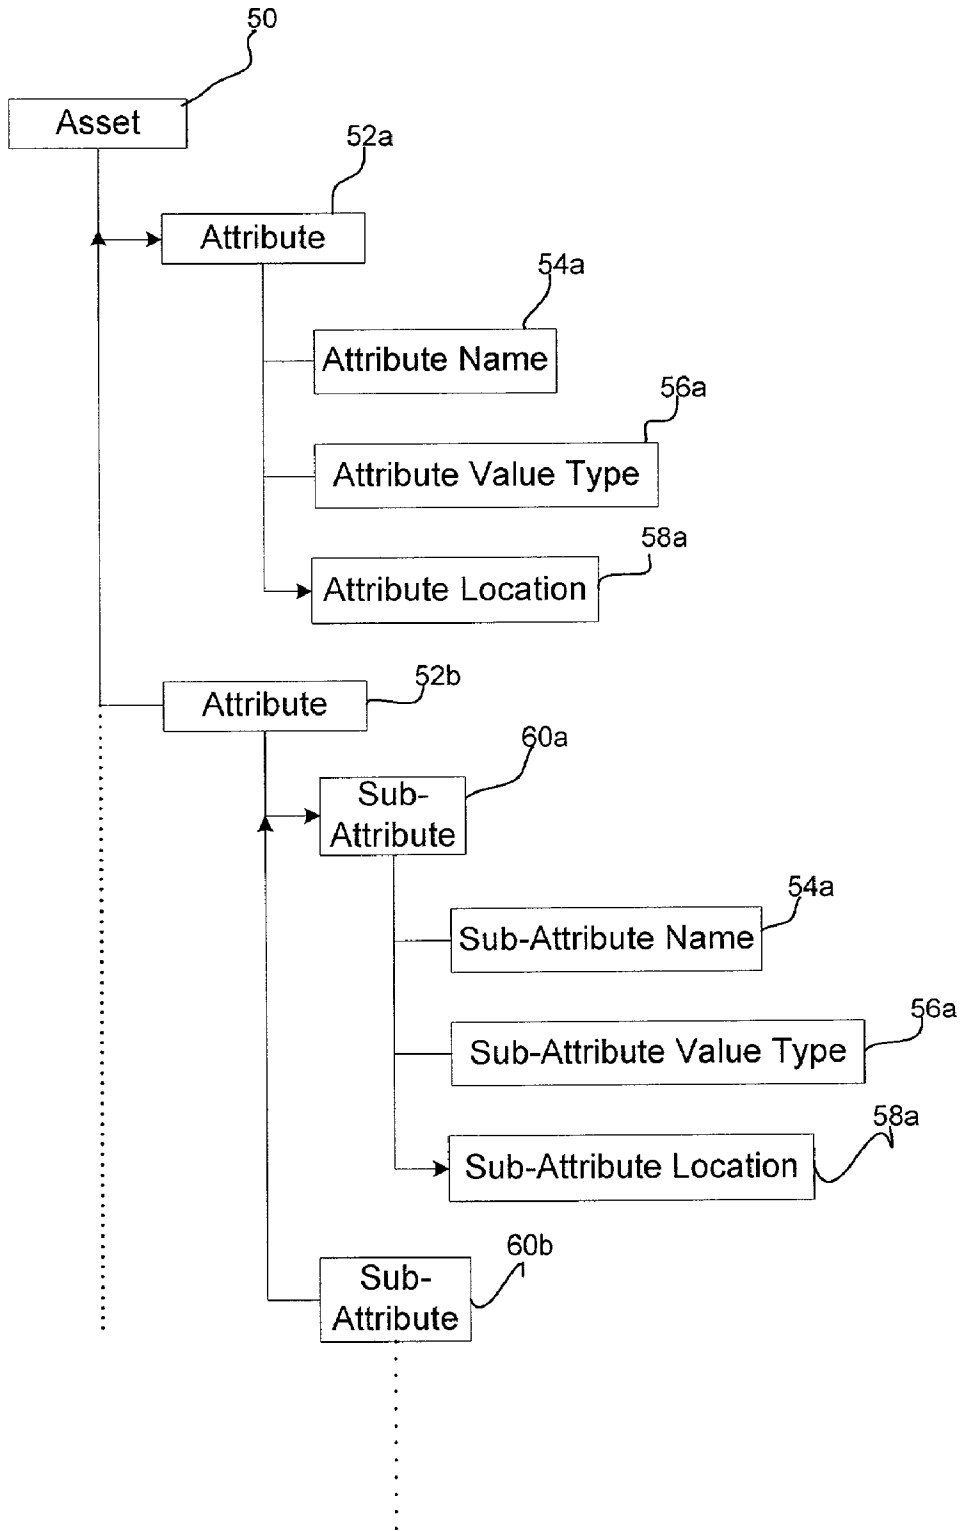 50
Asset
52a
Attribute
54a
Attribute Name
56a
Attribute Value Type
58a
Attribute Location
52b
Attribute
60a
Sub-
Attribute
54a
Sub-Attribute Name
56a
Sub-Attribute Value Type
58a
Sub-Attribute Location
60b
Sub-
Attribute